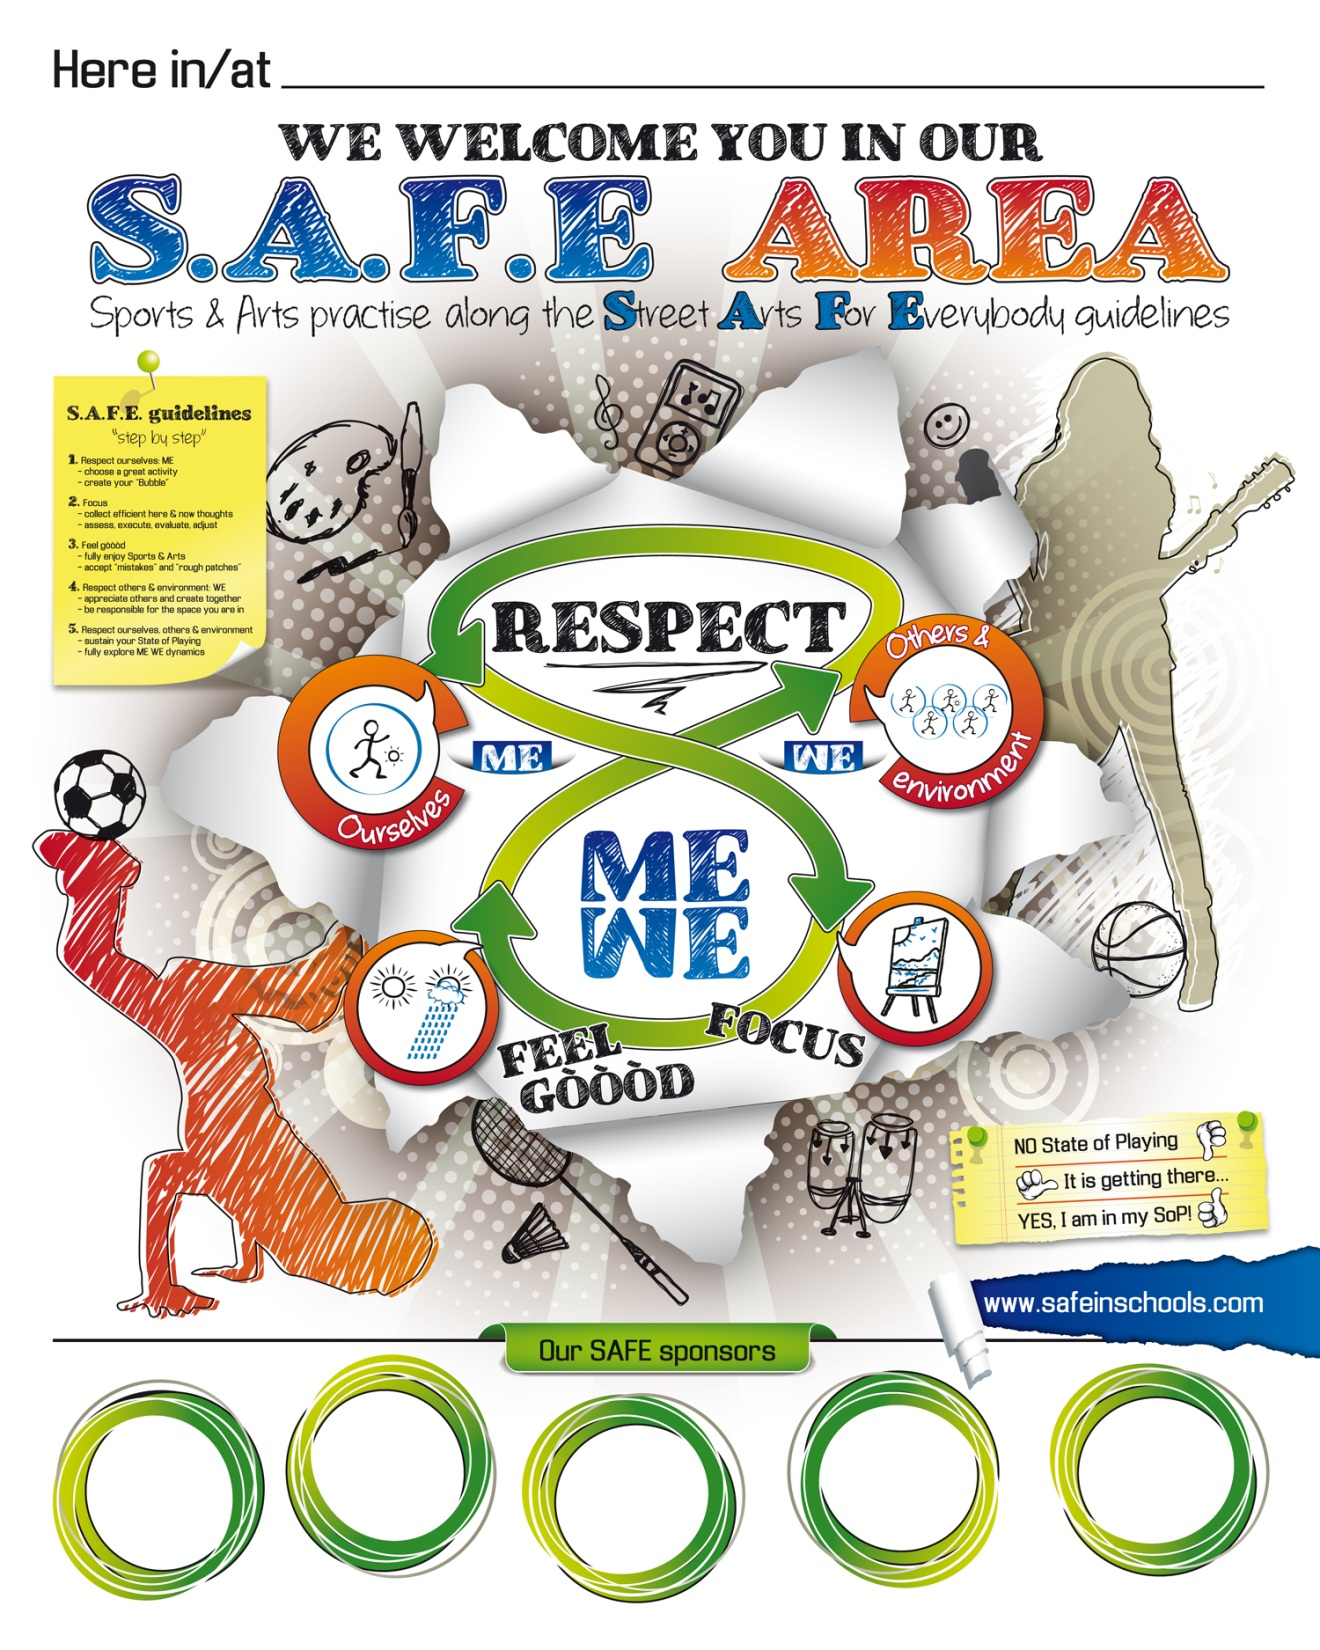 Here in/at
WE WELCOME YOU IN OUR
S.A.F.E AREA
Sports & Arts practise along the Street Arts For Everybody guidelines
S.A.F.E. guidelines
"step by step"
1. Respect ourselves: ME
- choose a great activity
- create your "Bubble"
2. Focus
- collect efficient here & now thoughts
- assess, execute, evaluate, adjust
3. Feel gòòòd
- fully enjoy Sports & Arts
- accept "mistakes" and "rough patches"
4. Respect others & environment: WE
- appreciate others and create together
- be responsible for the space you are in
5. Respect ourselves, others & environment
- sustain your State of Playing
- fully explore ME WE dynamics
RESPECT
Others &
environment
ME
WE
Ourselves
ME
WE
FEEL
GÒÒÒD
FOCUS
NO State of Playing
It is getting there...
YES, I am in my SoP!
www.safeinschools.com
Our SAFE sponsors